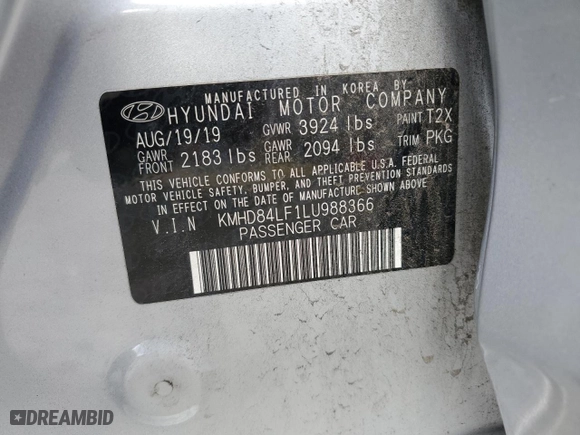 MANUFACTURED IN KOREA BY
HYUNDAI MOTOR COMPANY
AUG/19/19 GVWR 3924 lbs PAINT T2X
GAWR FRONT 2183 lbs GAWR REAR 2094 lbs TRIM PKG
THIS VEHICLE CONFORMS TO ALL APPLICABLE U.S.A. FEDERAL
MOTOR VEHICLE SAFETY, BUMPER, AND THEFT PREVENTION STANDARDS
IN EFFECT ON THE DATE OF MANUFACTURE SHOWN ABOVE.
V.I.N KMHD84LF1LU988366
PASSENGER CAR
DREAMBID